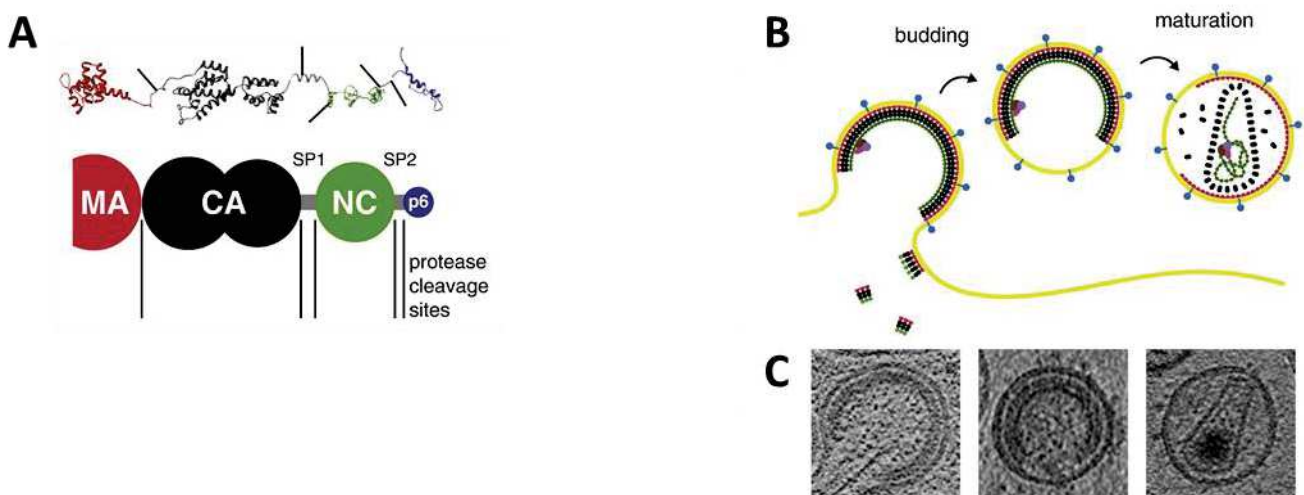 A
SP1 SP2
MA CA NC p6
protease
cleavage
sites
B
budding
maturation
C